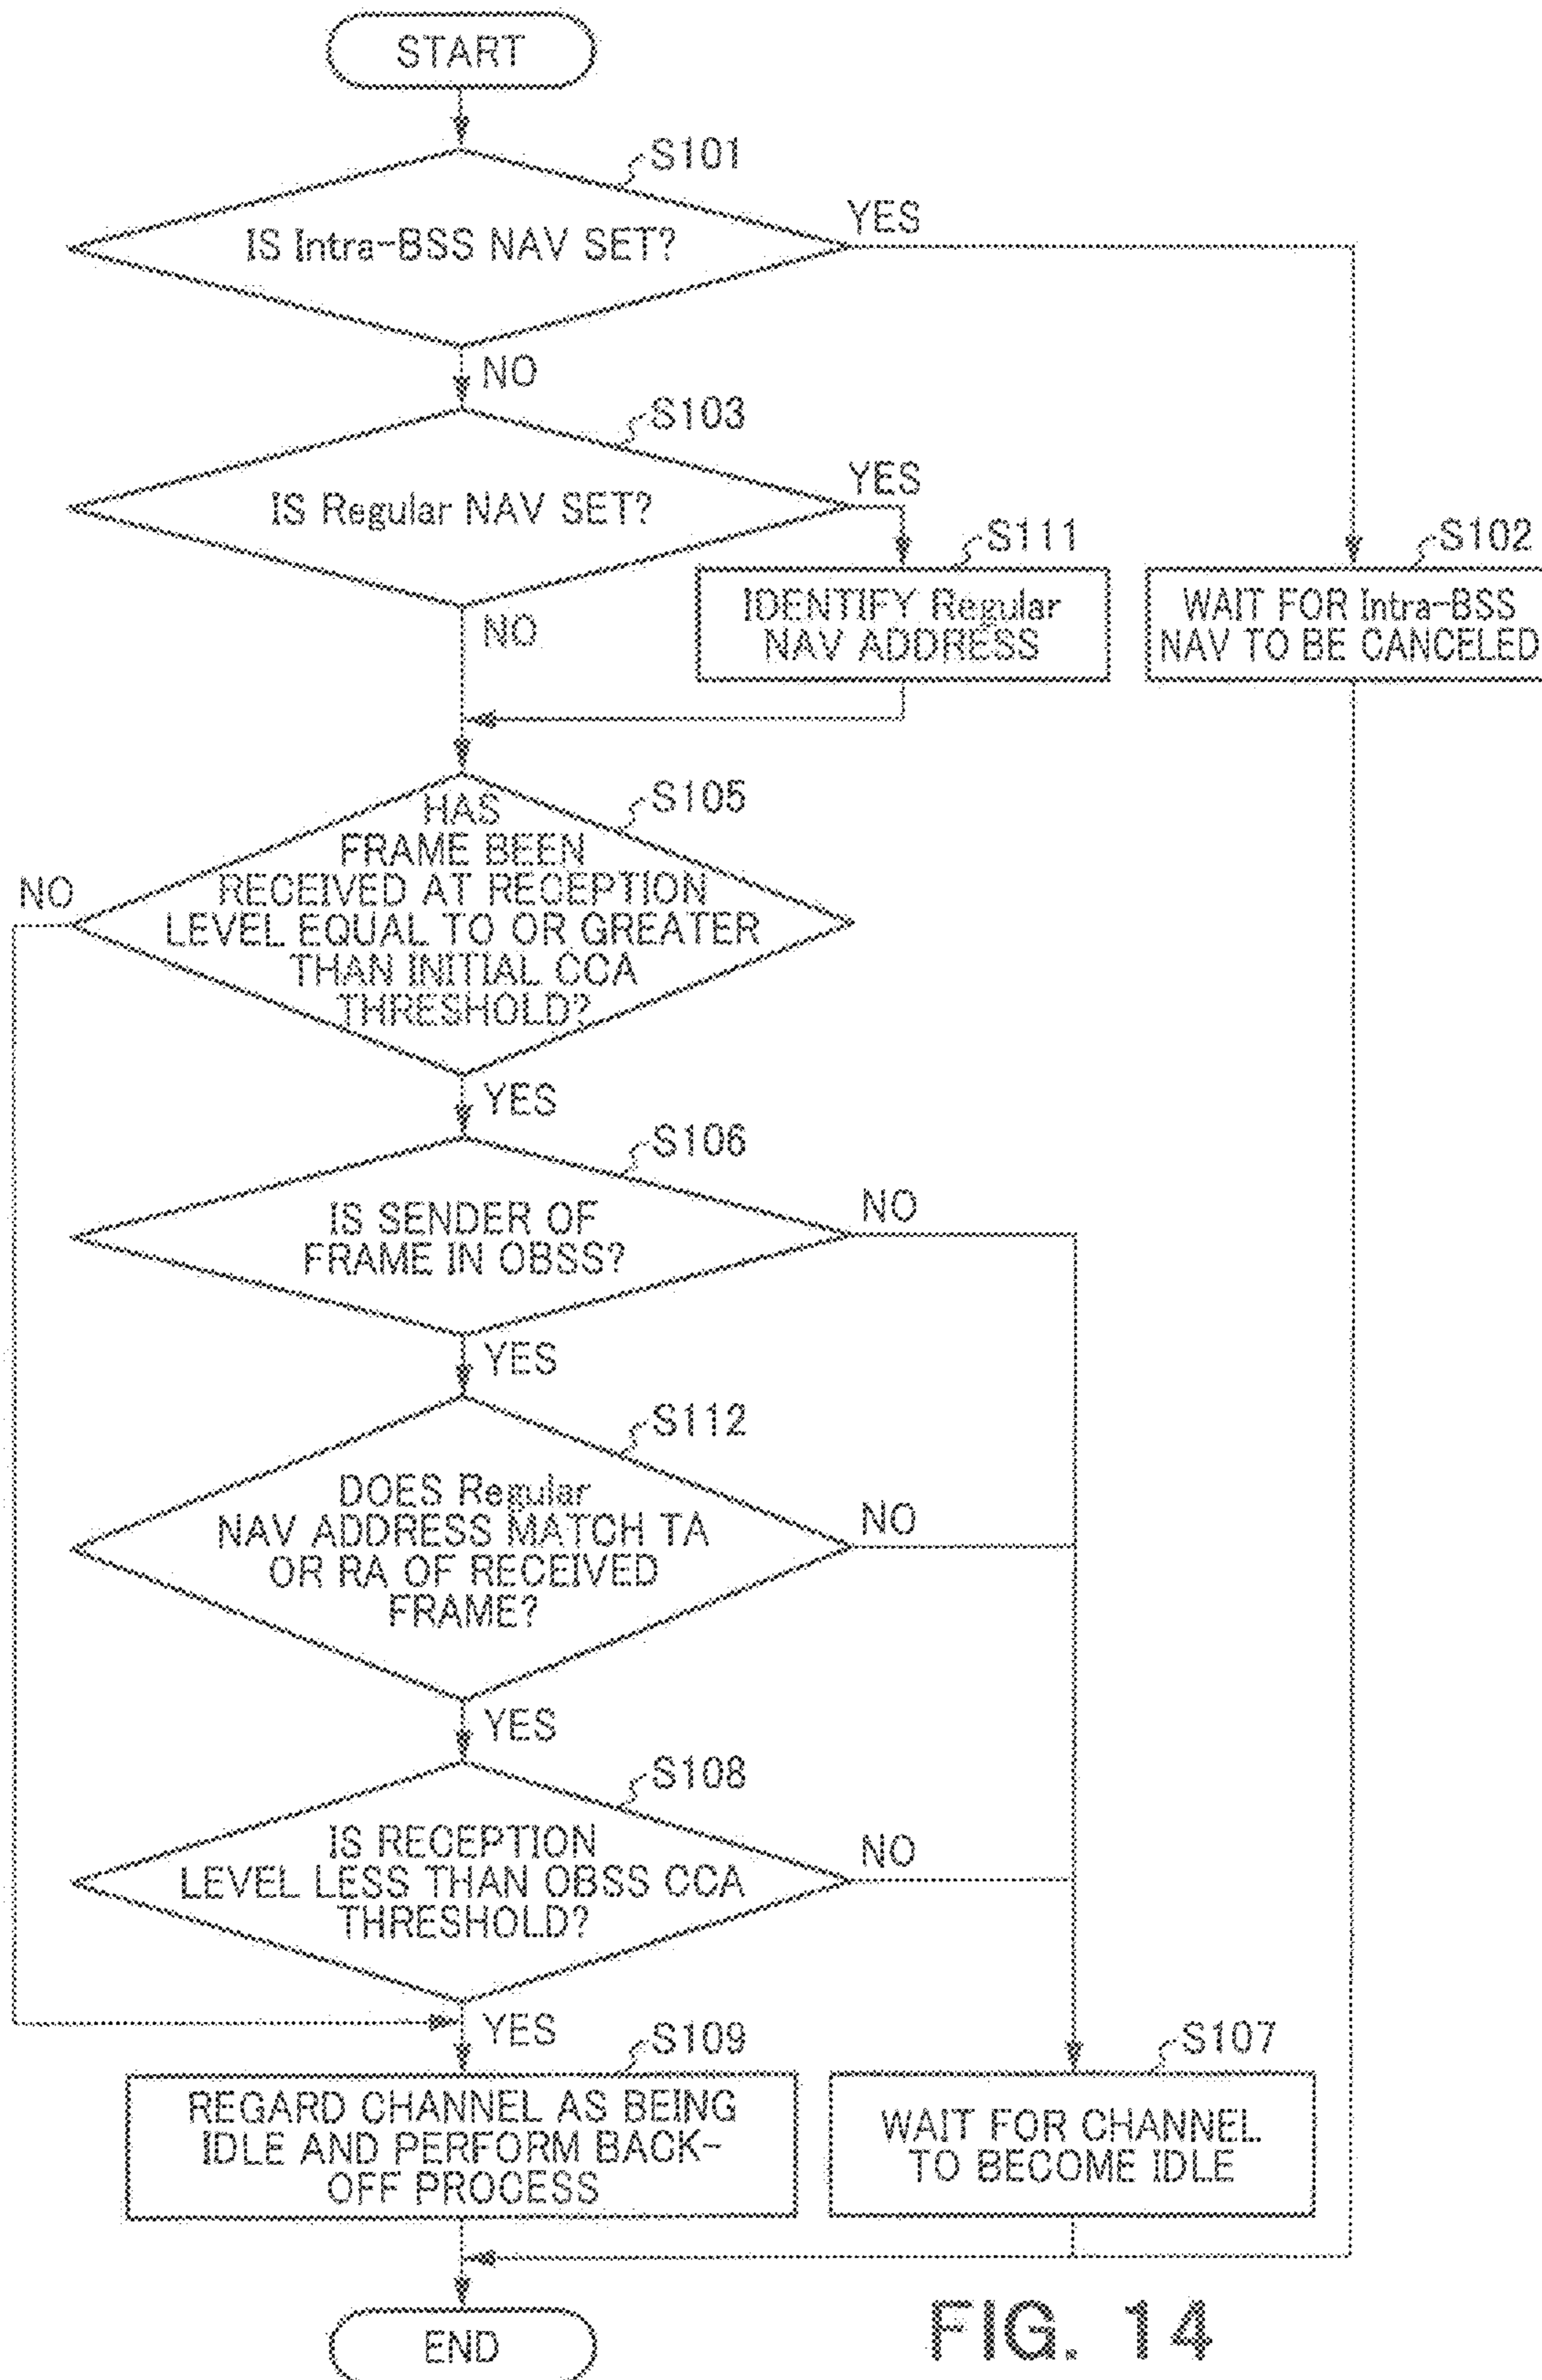 START
S101
IS Intra-BSS NAV SET?
YES
NO
S103
IS Regular NAV SET?
YES
NO
S111
IDENTIFY Regular
NAV ADDRESS
S102
WAIT FOR Intra-BSS
NAV TO BE CANCELED
S105
HAS
FRAME BEEN
RECEIVED AT RECEPTION
LEVEL EQUAL TO OR GREATER
THAN INITIAL CCA
THRESHOLD?
NO
YES
S106
IS SENDER OF
FRAME IN OBSS?
NO
YES
S112
DOES Regular
NAV ADDRESS MATCH TA
OR RA OF RECEIVED
FRAME?
NO
YES
S108
IS RECEPTION
LEVEL LESS THAN OBSS CCA
THRESHOLD?
NO
YES
S109
REGARD CHANNEL AS BEING
IDLE AND PERFORM BACK-
OFF PROCESS
S107
WAIT FOR CHANNEL
TO BECOME IDLE
END
FIG. 14